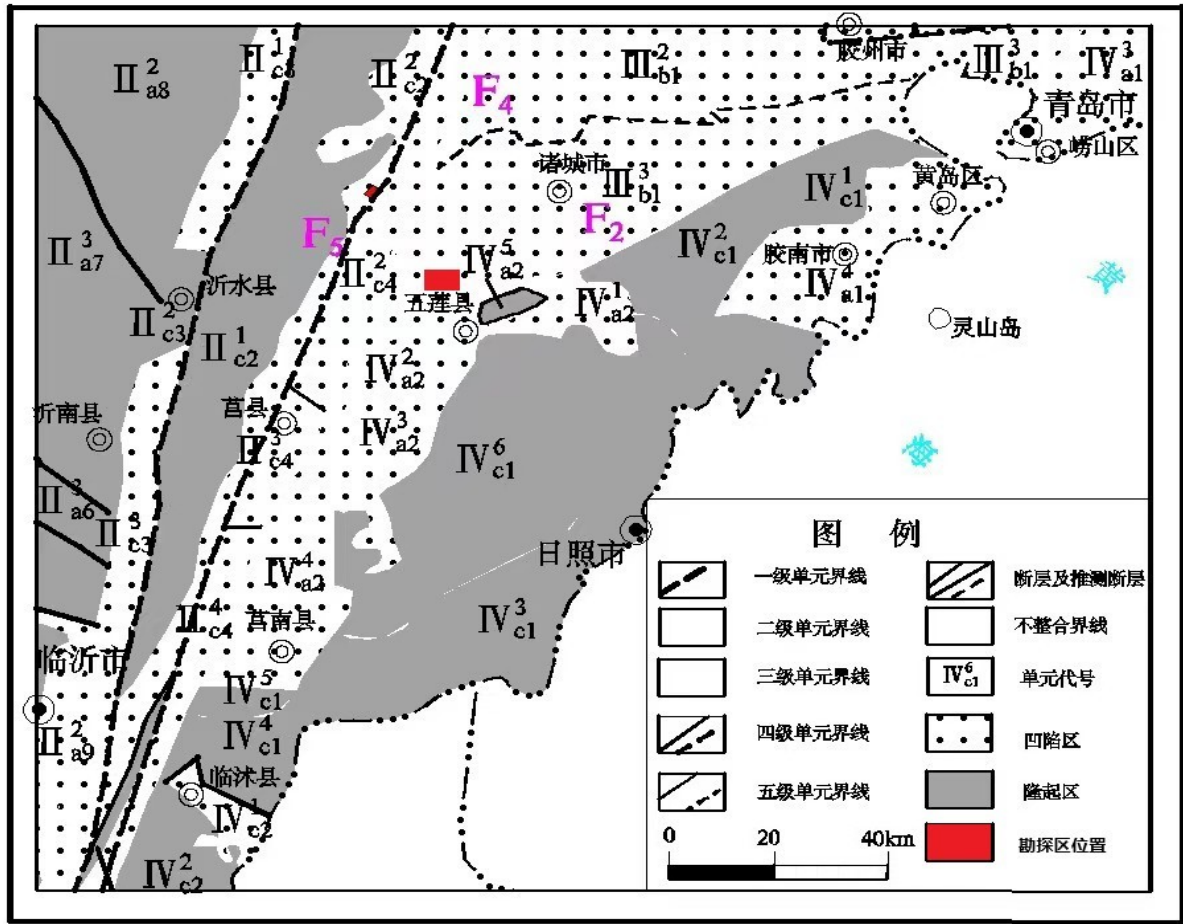 Ⅱ¹c3
Ⅱ²a8
Ⅱ²c3
Ⅲ²b1
胶州市
Ⅲ³b1
Ⅳ³a1
F4
青岛市
崂山区
诸城市
Ⅲ³b1
Ⅳ¹c1
黄岛区
F5
F2
Ⅱ³a7
Ⅱ²c4
Ⅳ⁵a2
Ⅳ²c1
胶南市
Ⅳ⁴a1
黄
沂水县
五莲县
Ⅳ¹a2
灵山岛
Ⅱ²c3
Ⅱ¹c2
Ⅳ²a2
沂南县
莒县
Ⅳ³a2
Ⅱ³c4
Ⅳ⁶c1
海
Ⅱ³a6
Ⅱ³c3
日照市
Ⅳ⁴a2
Ⅱ⁴c4
莒南县
Ⅳ³c1
临沂市
Ⅳ⁵c1
Ⅱ²a9
Ⅳ⁴c1
临沭县
Ⅳ¹c2
Ⅳ²c2
图 例
一级单元界线
断层及推测断层
二级单元界线
不整合界线
三级单元界线
Ⅳ⁶c1
单元代号
四级单元界线
凹陷区
五级单元界线
隆起区
0 20 40km
勘探区位置